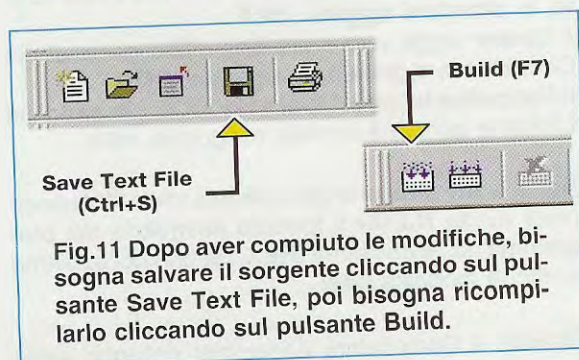 Build (F7)
Save Text File
(Ctrl+S)
Fig.11 Dopo aver compiuto le modifiche, bi-
sogna salvare il sorgente cliccando sul pul-
sante Save Text File, poi bisogna ricompi-
larlo cliccando sul pulsante Build.